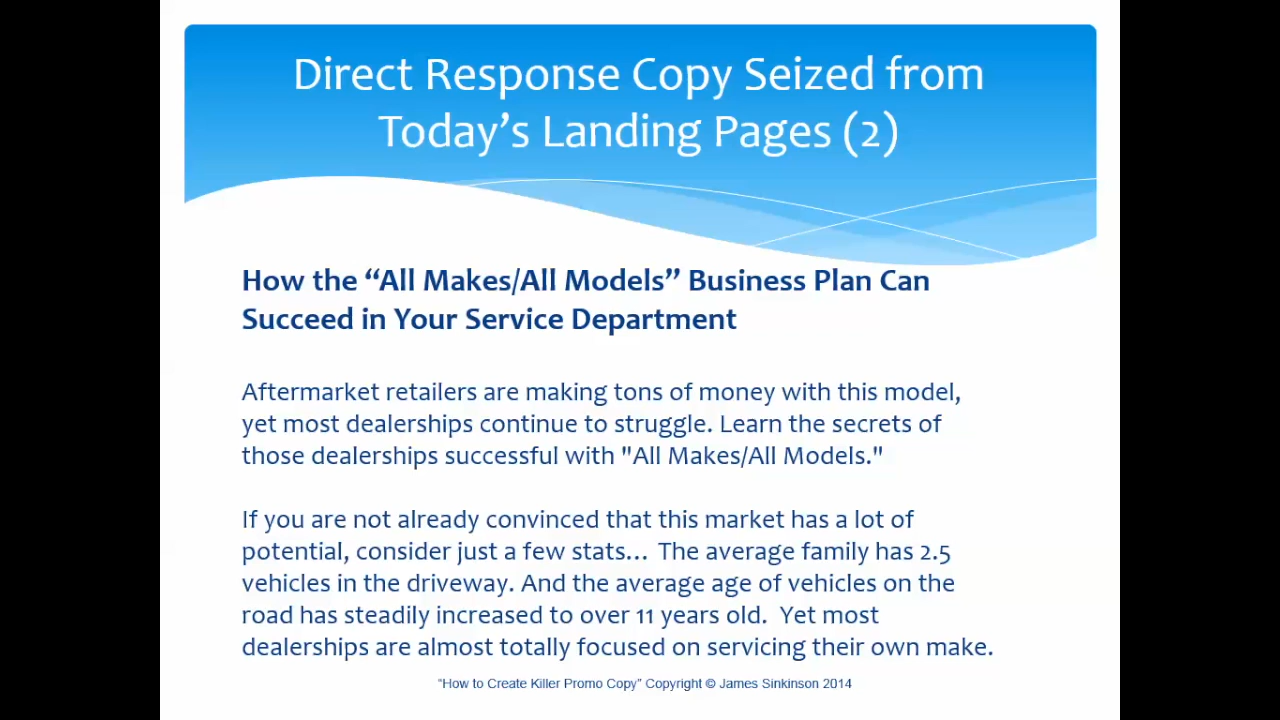 Direct Response Copy Seized from
Today’s Landing Pages (2)
How the “All Makes/All Models” Business Plan Can
Succeed in Your Service Department
Aftermarket retailers are making tons of money with this model,
yet most dealerships continue to struggle. Learn the secrets of
those dealerships successful with "All Makes/All Models."
If you are not already convinced that this market has a lot of
potential, consider just a few stats… The average family has 2.5
vehicles in the driveway. And the average age of vehicles on the
road has steadily increased to over 11 years old.  Yet most
dealerships are almost totally focused on servicing their own make.
“How to Create Killer Promo Copy” Copyright © James Sinkinson 2014